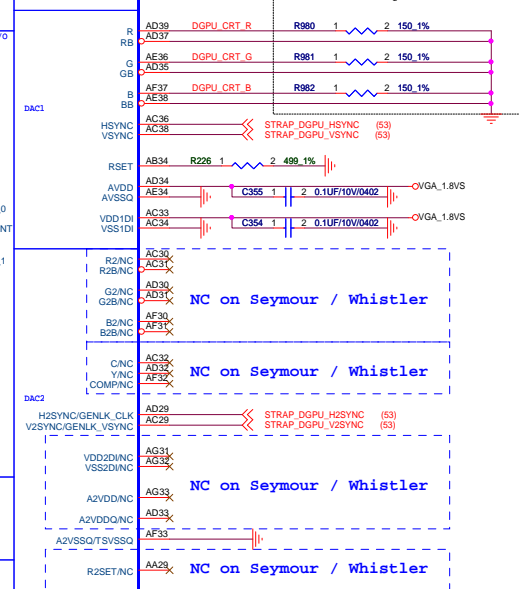 R AD39 DGPU_CRT_R R980 1 2 150_1%
RB AD37
G AE36 DGPU_CRT_G R981 1 2 150_1%
GB AD35
B AF37 DGPU_CRT_B R982 1 2 150_1%
BB AE38
DAC1
HSYNC AC36 STRAP_DGPU_HSYNC (53)
VSYNC AC38 STRAP_DGPU_VSYNC (53)
RSET AB34 R226 1 2 499_1%
AVDD AD34 VGA_1.8VS
AVSSQ AE34 C355 1 2 0.1UF/10V/0402
VDD1DI AC33 VGA_1.8VS
VSS1DI AC34 C354 1 2 0.1UF/10V/0402
R2/NC AC30
R2B/NC AC31
G2/NC AD30
G2B/NC AD31
NC on Seymour / Whistler
B2/NC AF30
B2B/NC AF31
C/NC AC32
Y/NC AD32
COMP/NC AF32
NC on Seymour / Whistler
DAC2
H2SYNC/GENLK_CLK AD29 STRAP_DGPU_H2SYNC (53)
V2SYNC/GENLK_VSYNC AC29 STRAP_DGPU_V2SYNC (53)
VDD2DI/NC AG31
VSS2DI/NC AG32
NC on Seymour / Whistler
A2VDD/NC AG33
A2VDDQ/NC AD33
A2VSSQ/TSVSSQ AF33
R2SET/NC AA29
NC on Seymour / Whistler